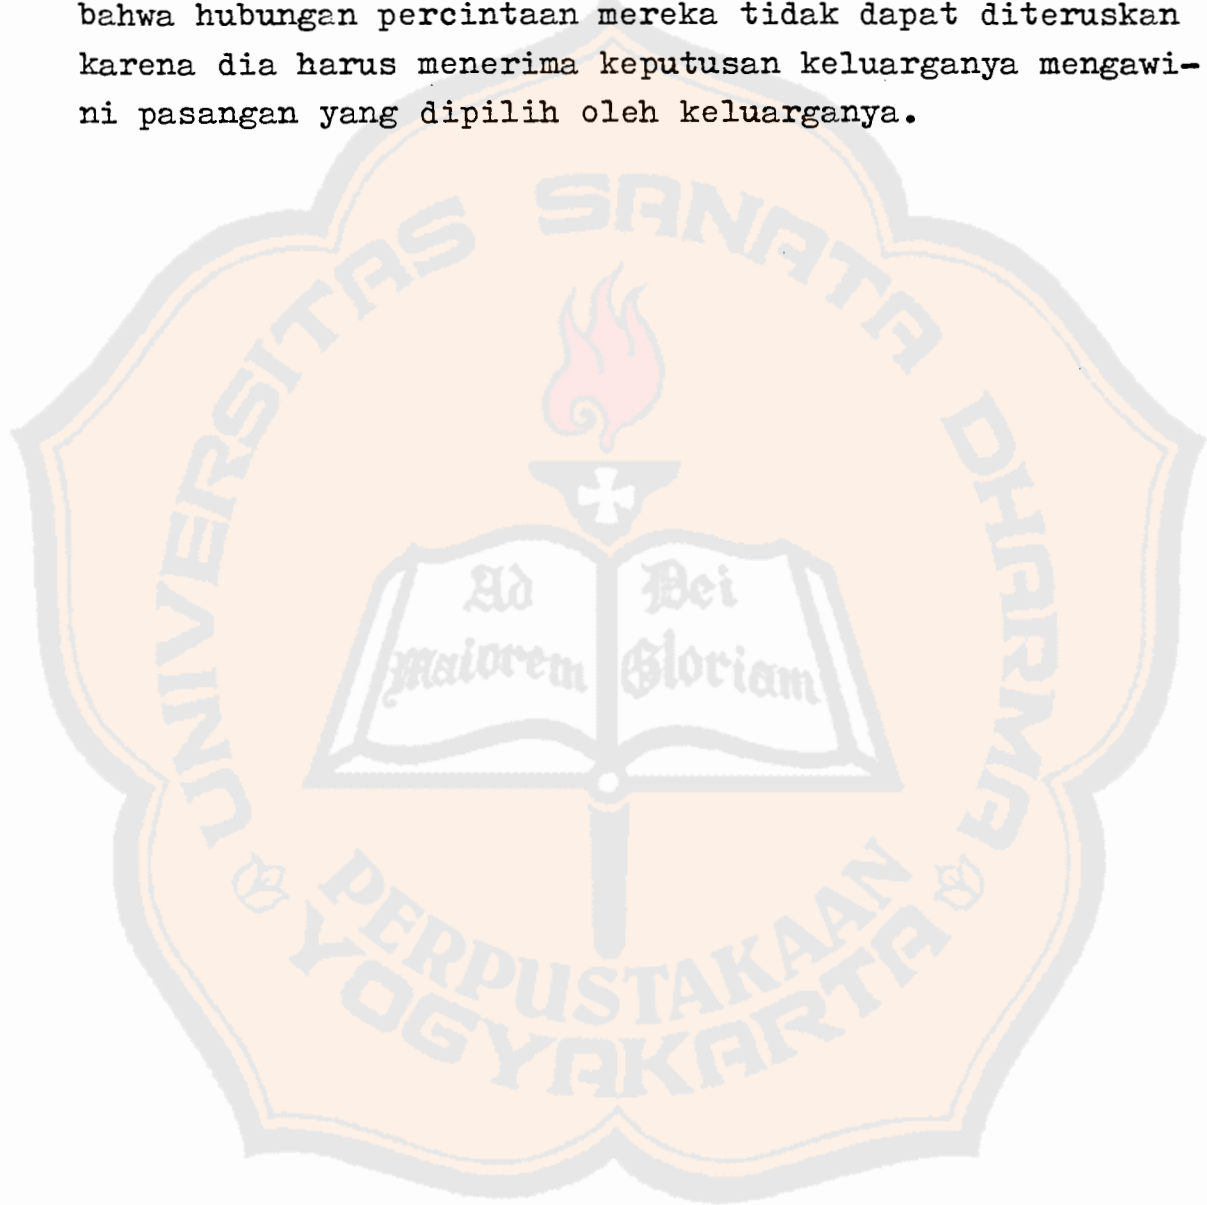 bahwa hubungan percintaan mereka tidak dapat diteruskan
karena dia harus menerima keputusan keluarganya mengawi-
ni pasangan yang dipilih oleh keluarganya.
UNIVERSITAS SANATA DHARMA
Ad
Maiorem
Dei
Gloriam
PERPUSTAKAAN
YOGYAKARTA